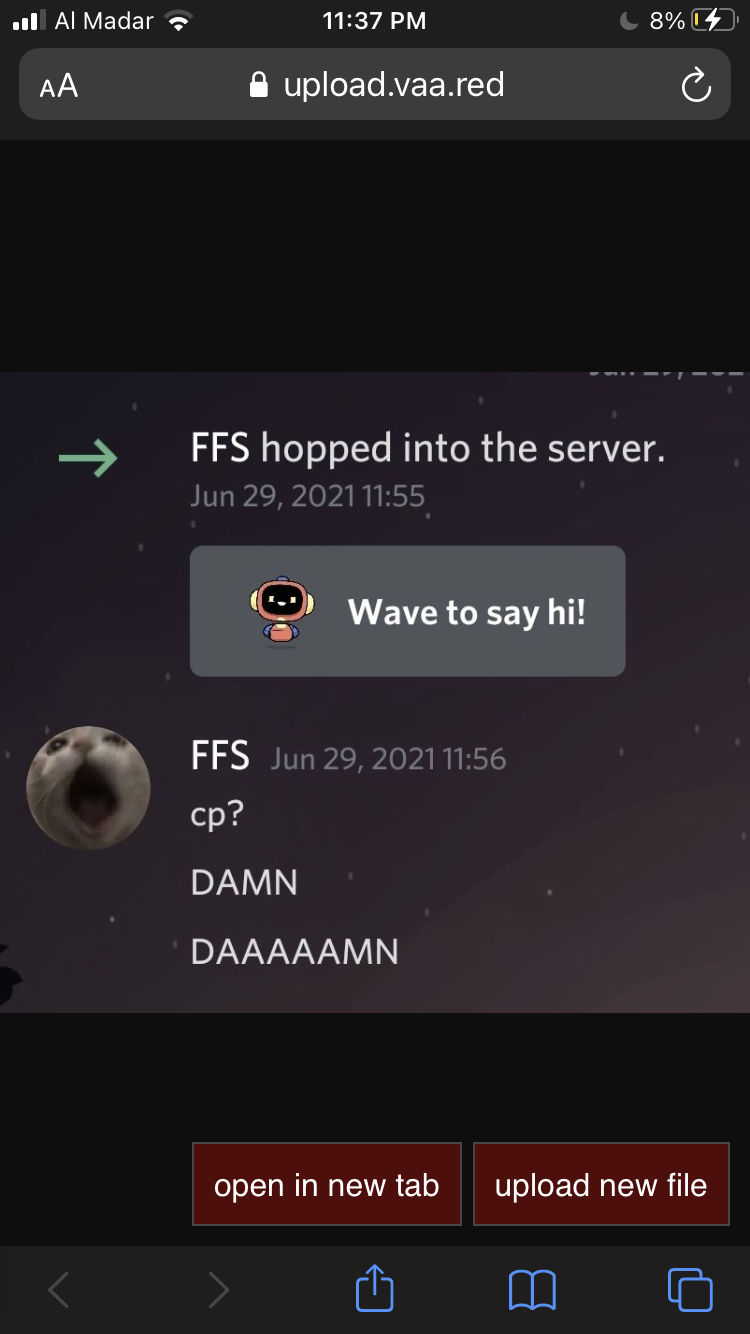 Al Madar
11:37 PM
8%
AA
upload.vaa.red
FFS hopped into the server.
Jun 29, 2021 11:55
Wave to say hi!
FFS Jun 29, 2021 11:56
cp?
DAMN
DAAAAAMN
open in new tab
upload new file